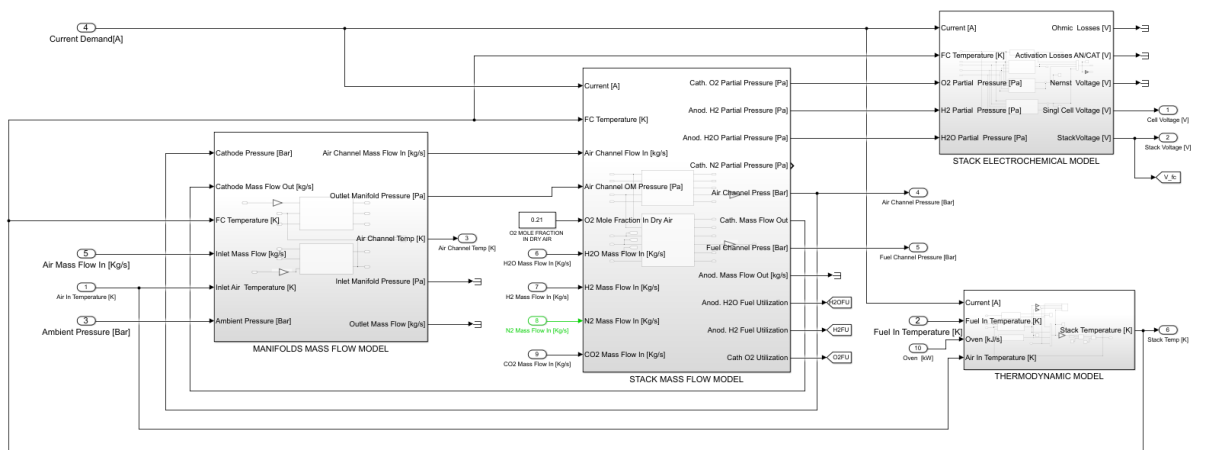 4
Current Demand[A]
Current [A]
FC Temperature [K]
O2 Partial  Pressure [Pa]
H2 Partial  Pressure [Pa]
H2O Partial  Pressure [Pa]
Ohmic  Losses [V]
Activation Losses AN/CAT [V]
Nernst  Voltage [V]
Singl Cell Voltage [V]
StackVoltage [V]
STACK ELECTROCHEMICAL MODEL
1
Cell Voltage [V]
2
Stack Voltage [V]
V_fc
Current [A]
FC Temperature [K]
Air Channel Flow In [kg/s]
Air Channel OM Pressure [Pa]
O2 Mole Fraction In Dry Air
H2O Mass Flow In [Kg/s]
H2 Mass Flow In [Kg/s]
N2 Mass Flow In [Kg/s]
CO2 Mass Flow In [Kg/s]
Cath. O2 Partial Pressure [Pa]
Anod. H2 Partial Pressure [Pa]
Anod. H2O Partial Pressure [Pa]
Cath. N2 Partial Pressure [Pa]
Air Channel Press [Bar]
Cath. Mass Flow Out
Fuel Channel Press [Bar]
Anod. Mass Flow Out [kg/s]
Anod. H2O Fuel Utilization
Anod. H2 Fuel Utilization
Cath O2 Utilization
STACK MASS FLOW MODEL
4
Air Channel Pressure [Bar]
5
Fuel Channel Pressure [Bar]
H2OFU
H2FU
O2FU
0.21
O2 MOLE FRACTION
IN DRY AIR
6
H2O Mass Flow In [Kg/s]
7
H2 Mass Flow In [Kg/s]
N2 Mass Flow In [Kg/s]
9
CO2 Mass Flow In [Kg/s]
Cathode Pressure [Bar]
Cathode Mass Flow Out [kg/s]
FC Temperature [K]
Inlet Mass Flow [kg/s]
Inlet Air  Temperature [K]
Ambient Pressure [Bar]
Air Channel Mass Flow In [kg/s]
Outlet Manifold Pressure [Pa]
Air Channel Temp [K]
Inlet Manifold Pressure [Pa]
Outlet Mass Flow [kg/s]
MANIFOLDS MASS FLOW MODEL
3
Air Channel Temp [K]
5
Air Mass Flow In [Kg/s]
1
Air In Temperature [K]
3
Ambient Pressure [Bar]
Current [A]
Fuel In Temperature [K]
Oven [kJ/s]
Air In Temperature [K]
Stack Temperature [K]
THERMODYNAMIC MODEL
2
Fuel In Temperature [K]
10
Oven  [kW]
6
Stack Temp [K]